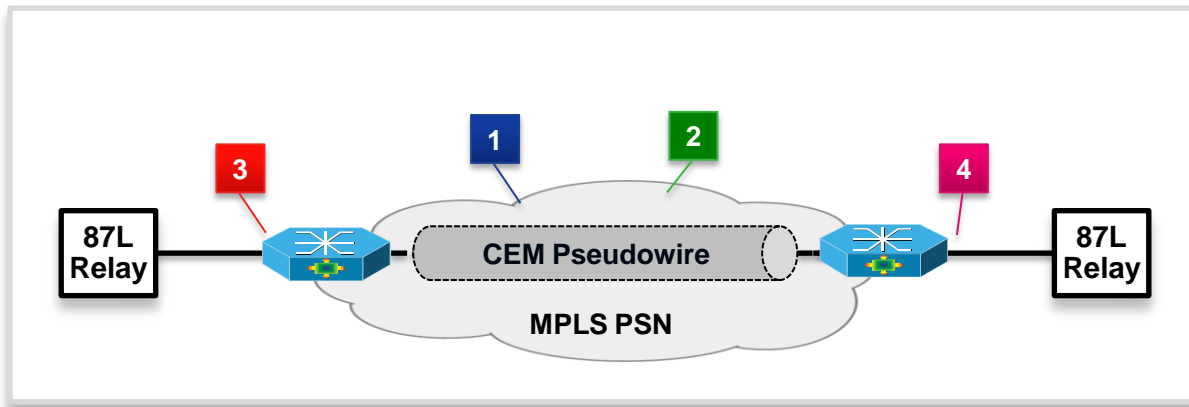 1
2
3
4
87L
Relay
CEM Pseudowire
87L
Relay
MPLS PSN